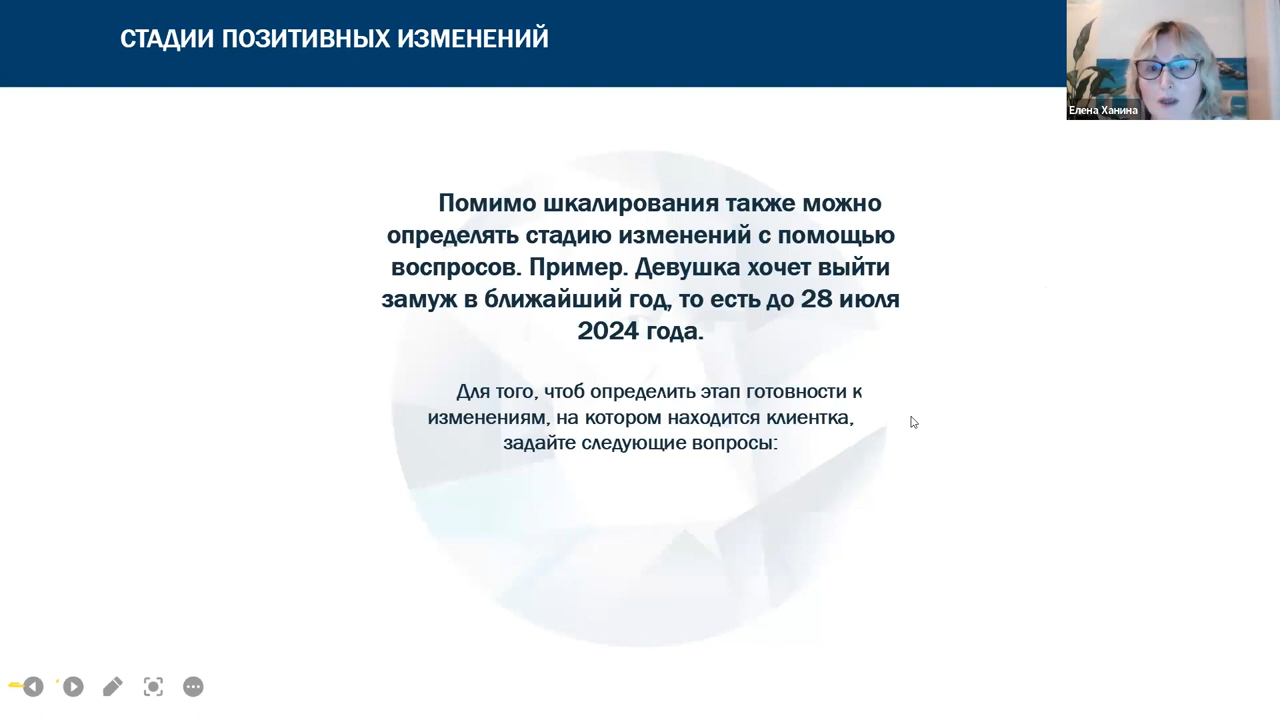 СТАДИИ ПОЗИТИВНЫХ ИЗМЕНЕНИЙ
Елена Ханина
Помимо шкалирования также можно
определять стадию изменений с помощью
воспросов. Пример. Девушка хочет выйти
замуж в ближайший год, то есть до 28 июля
2024 года.
Для того, чтоб определить этап готовности к
изменениям, на котором находится клиентка,
задайте следующие вопросы: